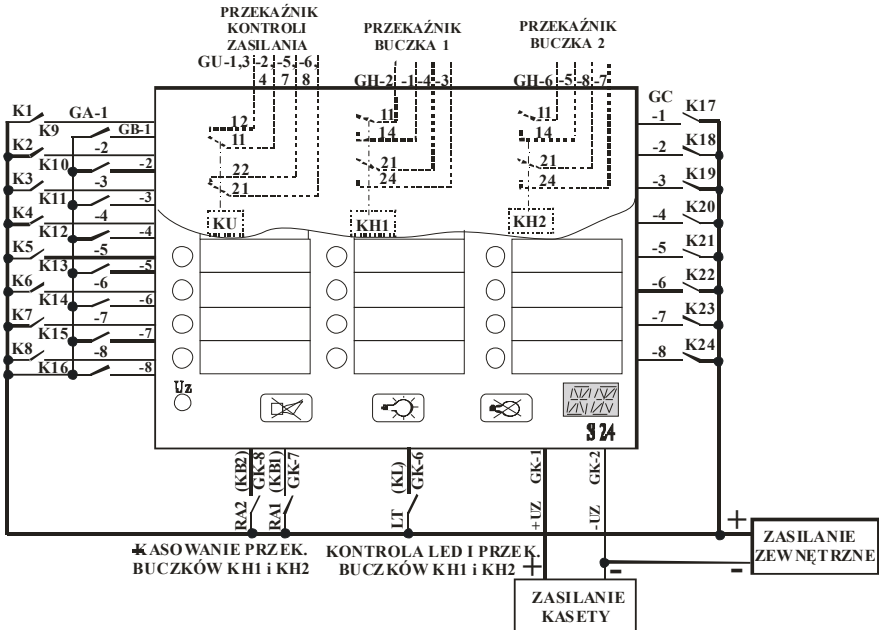 PRZEKAŹNIK
KONTROLI
ZASILANIA
GU-1,3 -2, -5, -6,
4 7 8
PRZEKAŹNIK
BUCZKA 1
GH-2 -1 -4 -3
PRZEKAŹNIK
BUCZKA 2
GH-6 -5 -8 -7
GC
K1 GA-1
K9 GB-1
K2 -2
K10 -2
K3 -3
K11 -3
K4 -4
K12 -4
K5 -5
K13 -5
K6 -6
K14 -6
K7 -7
K15 -7
K8 -8
K16 -8
12
11
22
21
KU
11
14
21
24
KH1
11
14
21
24
KH2
-1 K17
-2 K18
-3 K19
-4 K20
-5 K21
-6 K22
-7 K23
-8 K24
Uz
S 24
RA2 (KB2) GK-8
RA1 (KB1) GK-7
LT (KL) GK-6
+UZ GK-1
-UZ GK-2
KASOWANIE PRZEK.
BUCZKÓW KH1 i KH2
KONTROLA LED I PRZEK.
BUCZKÓW KH1 i KH2
+
-
+
-
ZASILANIE
ZEWNĘTRZNE
ZASILANIE
KASETY